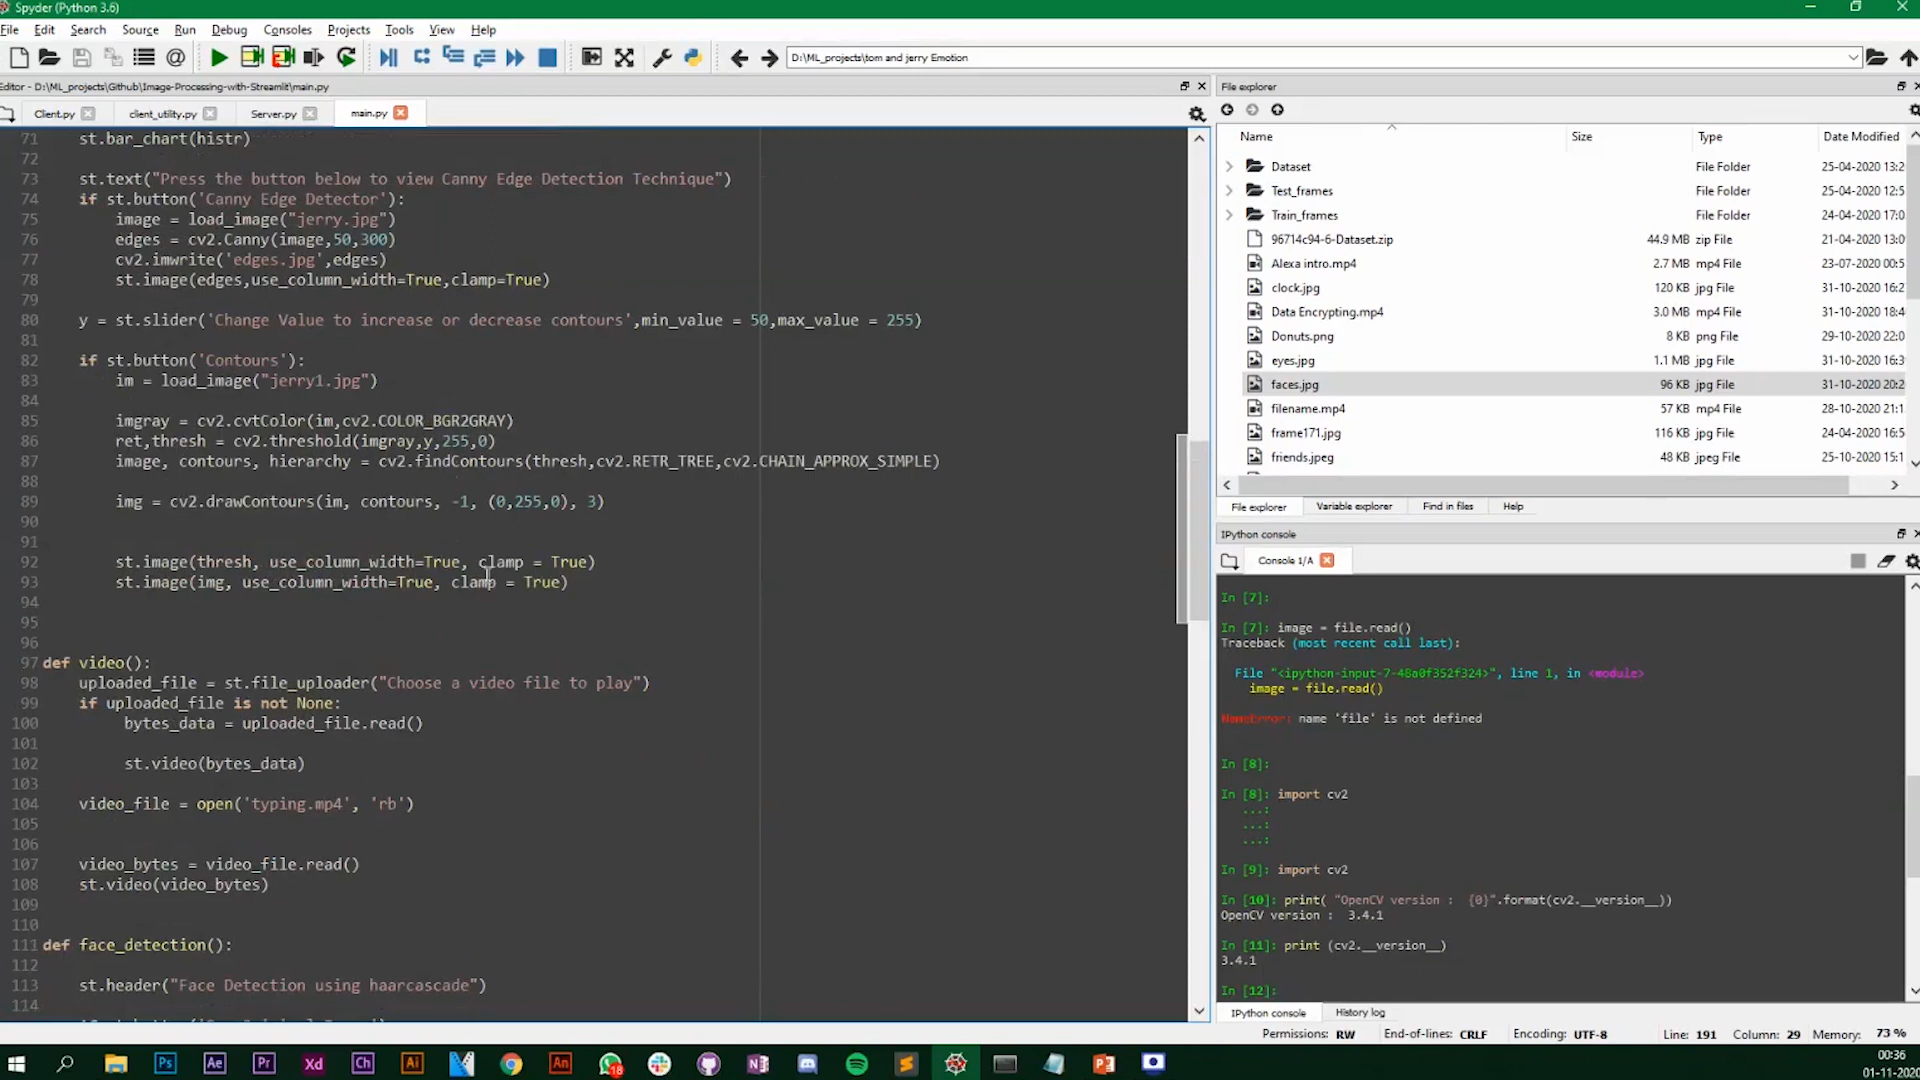 Spyder (Python 3.6)
File Edit Search Source Run Debug Consoles Projects Tools View Help
D:\ML_projects\tom and jerry Emotion
Editor - D:\ML_projects\Github\Image-Processing-with-Streamlit\main.py
Client.py client_utility.py Server.py main.py
71 st.bar_chart(histr)
72
73 st.text("Press the button below to view Canny Edge Detection Technique")
74 if st.button('Canny Edge Detector'):
75 image = load_image("jerry.jpg")
76 edges = cv2.Canny(image,50,300)
77 cv2.imwrite('edges.jpg',edges)
78 st.image(edges,use_column_width=True,clamp=True)
79
80 y = st.slider('Change Value to increase or decrease contours',min_value = 50,max_value = 255)
81
82 if st.button('Contours'):
83 im = load_image("jerry1.jpg")
84
85 imgray = cv2.cvtColor(im,cv2.COLOR_BGR2GRAY)
86 ret,thresh = cv2.threshold(imgray,y,255,0)
87 image, contours, hierarchy = cv2.findContours(thresh,cv2.RETR_TREE,cv2.CHAIN_APPROX_SIMPLE)
88
89 img = cv2.drawContours(im, contours, -1, (0,255,0), 3)
90
91
92 st.image(thresh, use_column_width=True, clamp = True)
93 st.image(img, use_column_width=True, clamp = True)
94
95
96
97 def video():
98 uploaded_file = st.file_uploader("Choose a video file to play")
99 if uploaded_file is not None:
100 bytes_data = uploaded_file.read()
101
102 st.video(bytes_data)
103
104 video_file = open('typing.mp4', 'rb')
105
106
107 video_bytes = video_file.read()
108 st.video(video_bytes)
109
110
111 def face_detection():
112
113 st.header("Face Detection using haarcascade")
114
File explorer
Name Size Type Date Modified
Dataset File Folder 25-04-2020 13:2
Test_frames File Folder 25-04-2020 12:5
Train_frames File Folder 24-04-2020 17:0
96714c94-6-Dataset.zip 44.9 MB zip File 21-04-2020 13:0
Alexa intro.mp4 2.7 MB mp4 File 23-07-2020 00:5
clock.jpg 120 KB jpg File 31-10-2020 16:2
Data Encrypting.mp4 3.0 MB mp4 File 31-10-2020 18:4
Donuts.png 8 KB png File 29-10-2020 22:0
eyes.jpg 1.1 MB jpg File 31-10-2020 16:3
faces.jpg 96 KB jpg File 31-10-2020 20:2
filename.mp4 57 KB mp4 File 28-10-2020 21:1
frame171.jpg 116 KB jpg File 24-04-2020 16:5
friends.jpeg 48 KB jpeg File 25-10-2020 15:1
File explorer Variable explorer Find in files Help
IPython console
Console 1/A
In [7]:
In [7]: image = file.read()
Traceback (most recent call last):
File "<ipython-input-7-48a0f352f324>", line 1, in <module>
image = file.read()
NameError: name 'file' is not defined
In [8]:
In [8]: import cv2
...:
...:
...:
In [9]: import cv2
In [10]: print( "OpenCV version :  {0}".format(cv2.__version__))
OpenCV version :  3.4.1
In [11]: print (cv2.__version__)
3.4.1
In [12]:
IPython console History log
Permissions: RW End-of-lines: CRLF Encoding: UTF-8 Line: 191 Column: 29 Memory: 73 %
Ps Ae Pr Xd Ch Ai An 18
00:36
01-11-2020